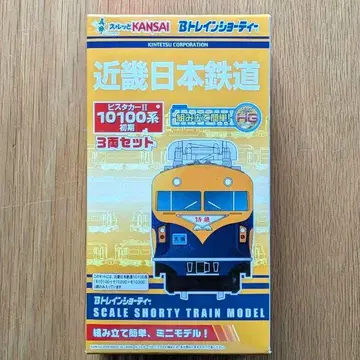 スルッとKANSAI Bトレインショーティー
KINTETSU CORPORATION
近畿日本鉄道
ビスタカーII
10100系
初期
3両セット
組み立て簡単
HG
特急
Bトレインショーティー
SCALE SHORTY TRAIN MODEL
組み立て簡単、ミニモデル!